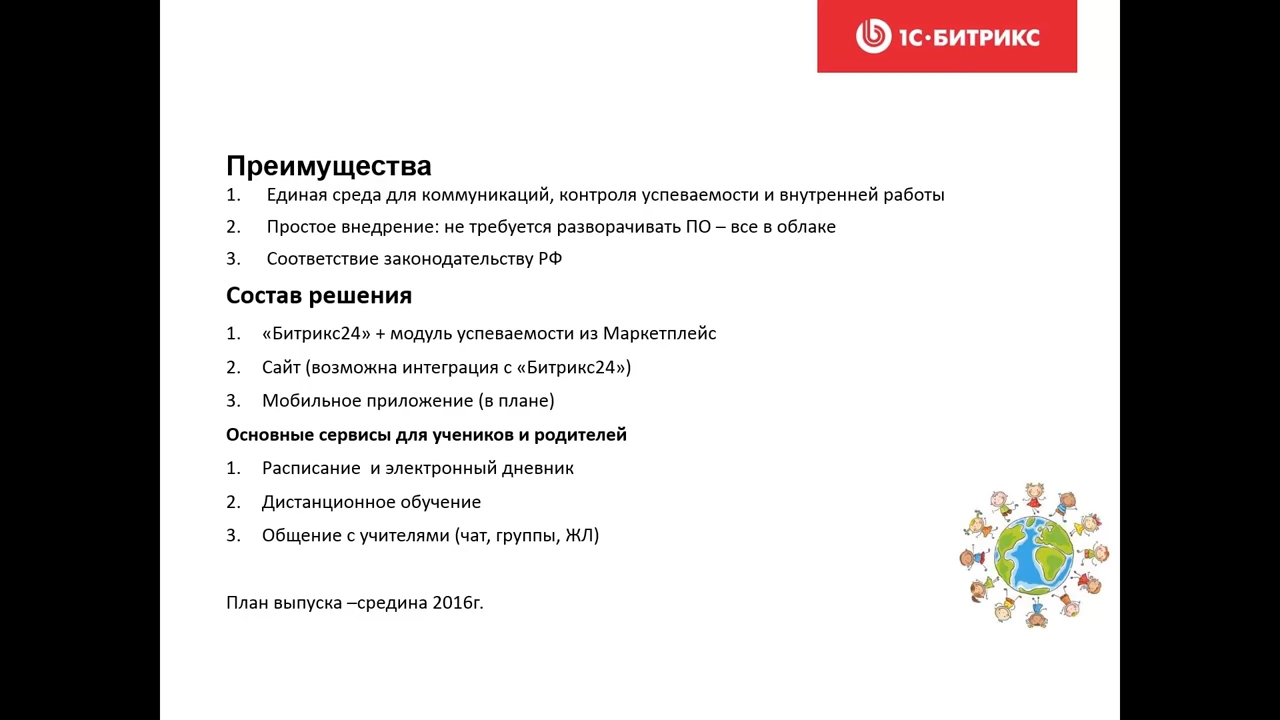 1С·БИТРИКС
Преимущества
1. Единая среда для коммуникаций, контроля успеваемости и внутренней работы
2. Простое внедрение: не требуется разворачивать ПО – все в облаке
3. Соответствие законодательству РФ
Состав решения
1. «Битрикс24» + модуль успеваемости из Маркетплейс
2. Сайт (возможна интеграция с «Битрикс24»)
3. Мобильное приложение (в плане)
Основные сервисы для учеников и родителей
1. Расписание  и электронный дневник
2. Дистанционное обучение
3. Общение с учителями (чат, группы, ЖЛ)
План выпуска –средина 2016г.